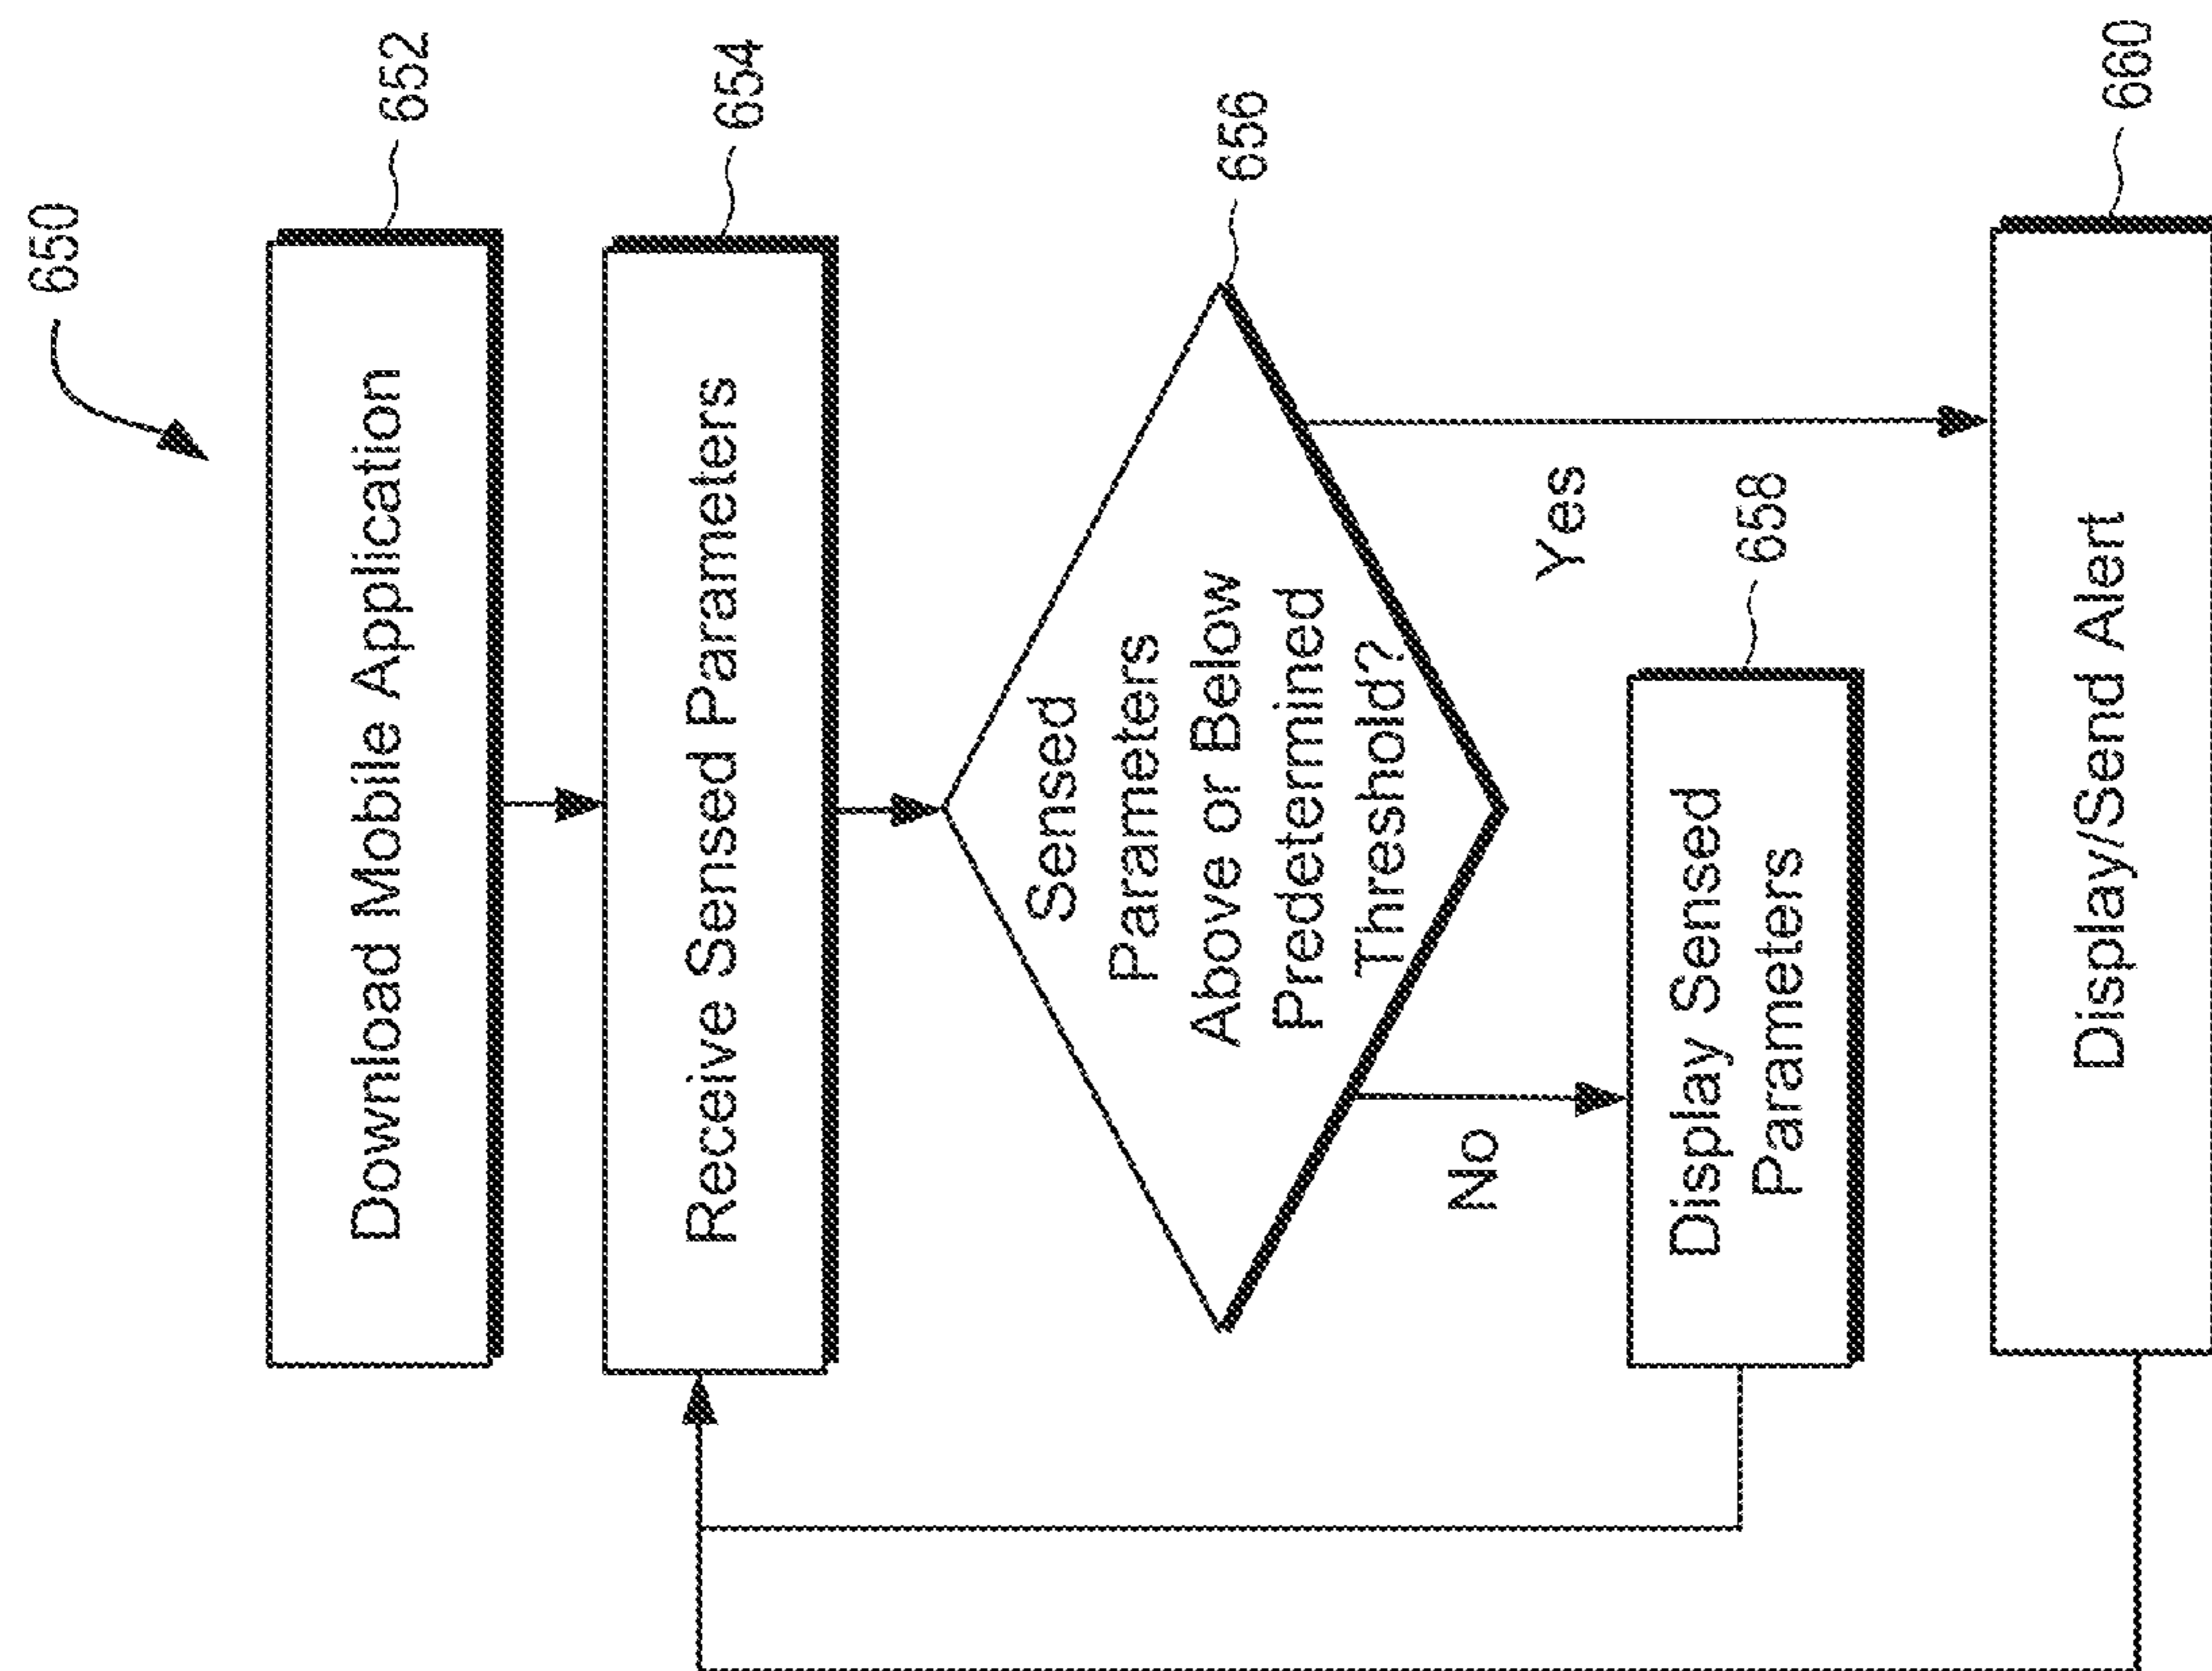 650
Download Mobile Application
652
Receive Sensed Parameters
654
Sensed
Parameters
Above or Below
Predetermined
Threshold?
656
No
Yes
Display Sensed
Parameters
658
Display/Send Alert
660